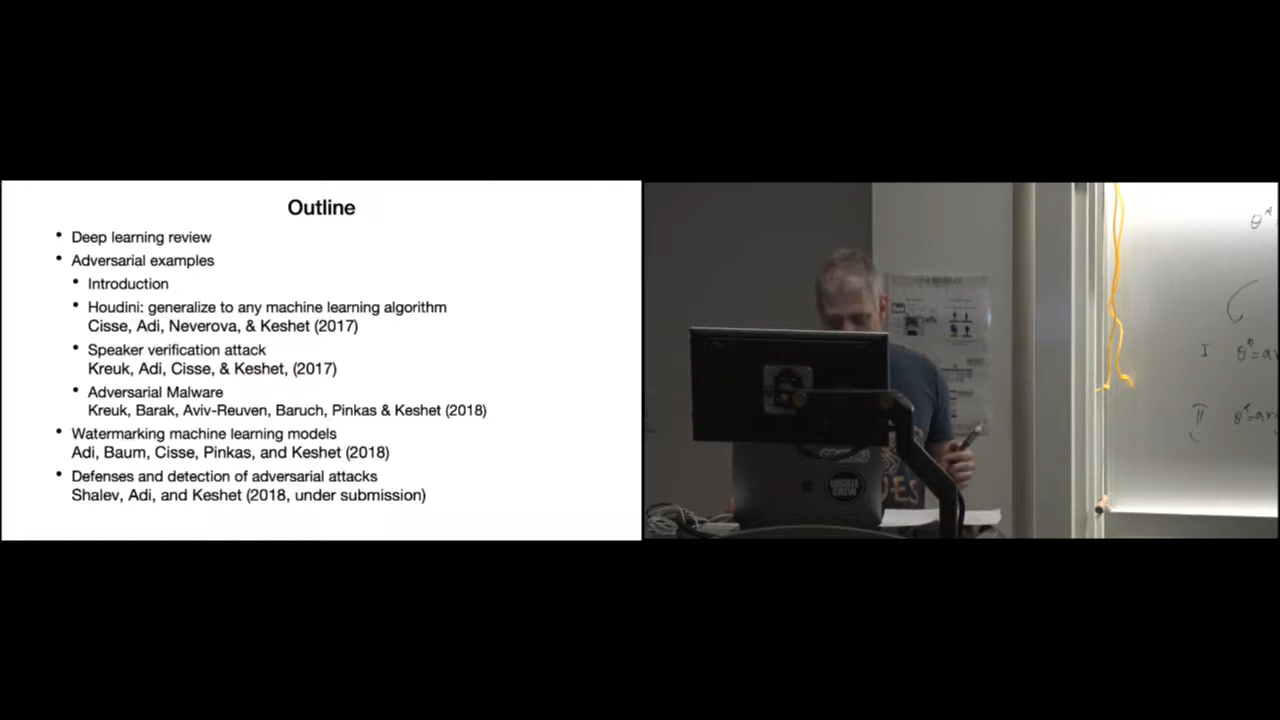 Outline
• Deep learning review
• Adversarial examples
• Introduction
• Houdini: generalize to any machine learning algorithm
Cisse, Adi, Neverova, & Keshet (2017)
• Speaker verification attack
Kreuk, Adi, Cisse, & Keshet, (2017)
• Adversarial Malware
Kreuk, Barak, Aviv-Reuven, Baruch, Pinkas & Keshet (2018)
• Watermarking machine learning models
Adi, Baum, Cisse, Pinkas, and Keshet (2018)
• Defenses and detection of adversarial attacks
Shalev, Adi, and Keshet (2018, under submission)
CREW
I
II